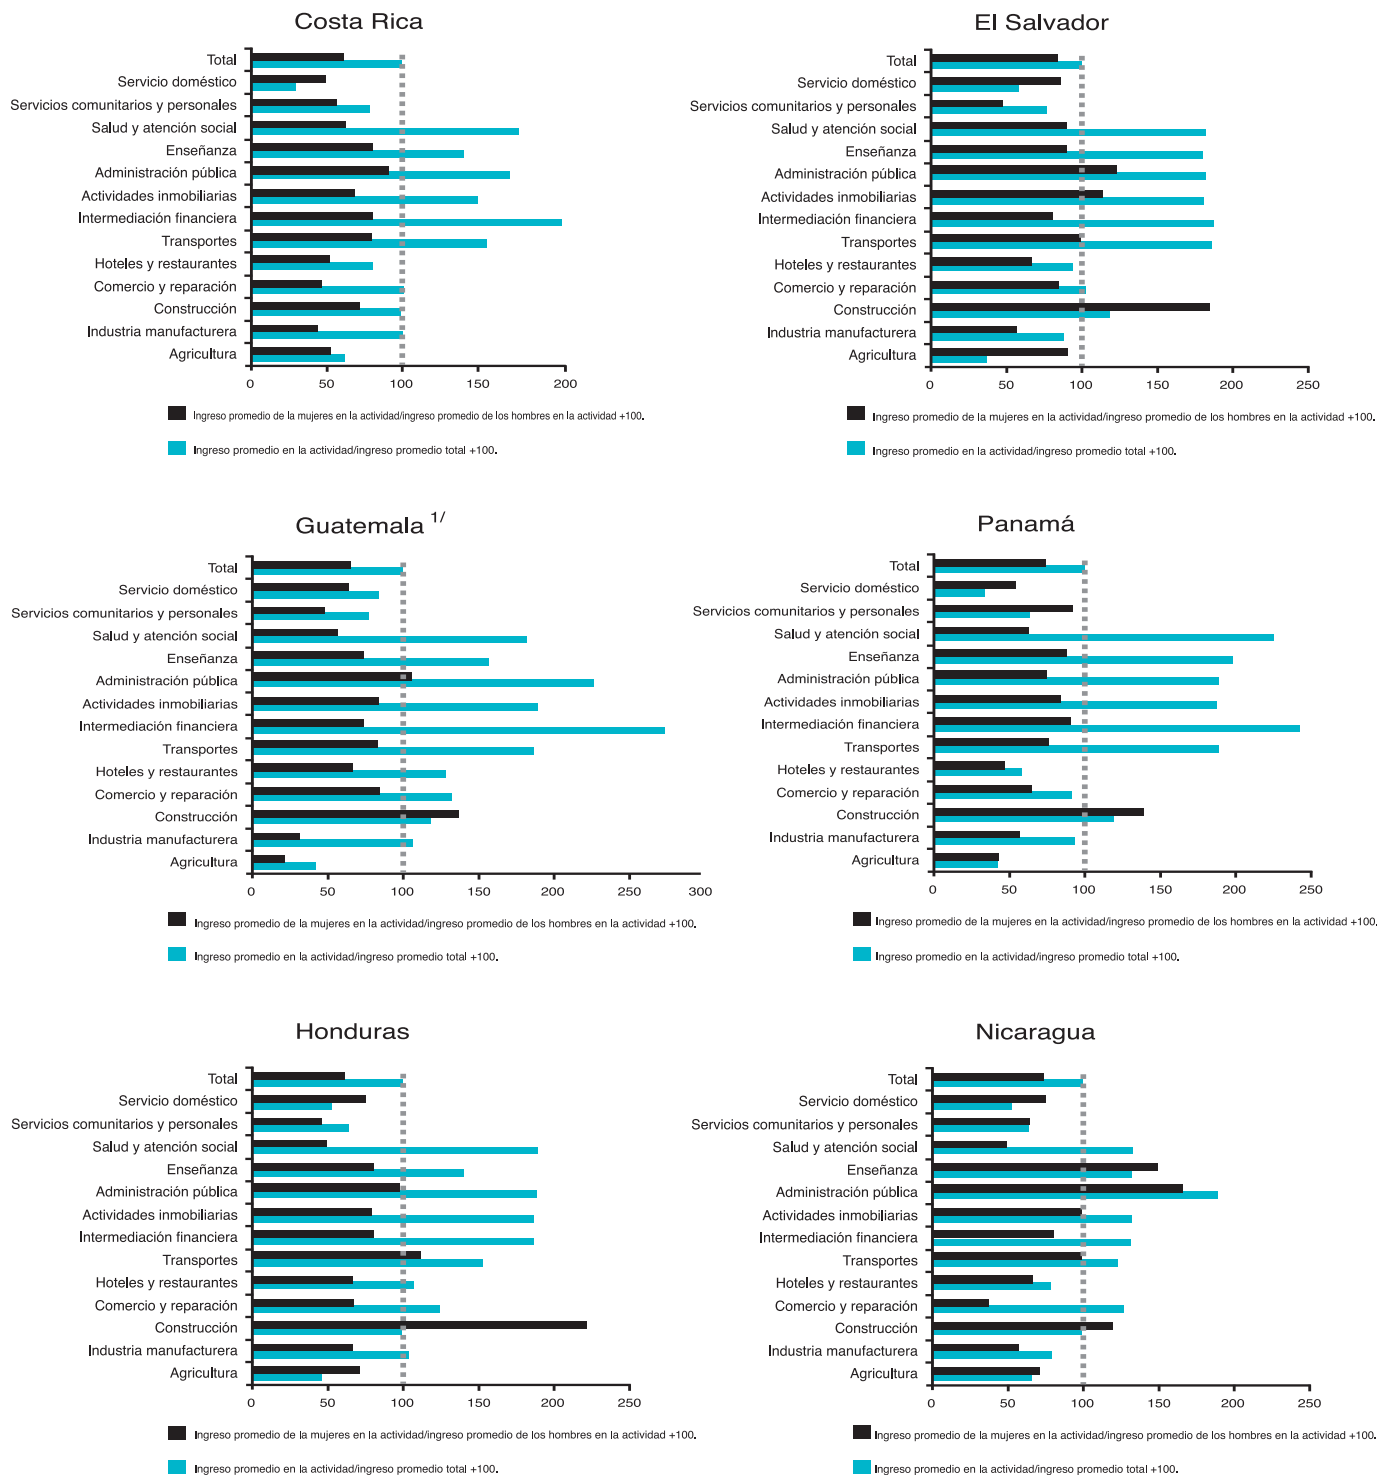 Costa Rica
Total
Servicio doméstico
Servicios comunitarios y personales
Salud y atención social
Enseñanza
Administración pública
Actividades inmobiliarias
Intermediación financiera
Transportes
Hoteles y restaurantes
Comercio y reparación
Construcción
Industria manufacturera
Agricultura
0 50 100 150 200
Ingreso promedio de la mujeres en la actividad/ingreso promedio de los hombres en la actividad +100.
Ingreso promedio en la actividad/ingreso promedio total +100.
El Salvador
Total
Servicio doméstico
Servicios comunitarios y personales
Salud y atención social
Enseñanza
Administración pública
Actividades inmobiliarias
Intermediación financiera
Transportes
Hoteles y restaurantes
Comercio y reparación
Construcción
Industria manufacturera
Agricultura
0 50 100 150 200 250
Ingreso promedio de la mujeres en la actividad/ingreso promedio de los hombres en la actividad +100.
Ingreso promedio en la actividad/ingreso promedio total +100.
Guatemala 1/
Total
Servicio doméstico
Servicios comunitarios y personales
Salud y atención social
Enseñanza
Administración pública
Actividades inmobiliarias
Intermediación financiera
Transportes
Hoteles y restaurantes
Comercio y reparación
Construcción
Industria manufacturera
Agricultura
0 50 100 150 200 250 300
Ingreso promedio de la mujeres en la actividad/ingreso promedio de los hombres en la actividad +100.
Ingreso promedio en la actividad/ingreso promedio total +100.
Panamá
Total
Servicio doméstico
Servicios comunitarios y personales
Salud y atención social
Enseñanza
Administración pública
Actividades inmobiliarias
Intermediación financiera
Transportes
Hoteles y restaurantes
Comercio y reparación
Construcción
Industria manufacturera
Agricultura
0 50 100 150 200 250
Ingreso promedio de la mujeres en la actividad/ingreso promedio de los hombres en la actividad +100.
Ingreso promedio en la actividad/ingreso promedio total +100.
Honduras
Total
Servicio doméstico
Servicios comunitarios y personales
Salud y atención social
Enseñanza
Administración pública
Actividades inmobiliarias
Intermediación financiera
Transportes
Hoteles y restaurantes
Comercio y reparación
Construcción
Industria manufacturera
Agricultura
0 50 100 150 200 250
Ingreso promedio de la mujeres en la actividad/ingreso promedio de los hombres en la actividad +100.
Ingreso promedio en la actividad/ingreso promedio total +100.
Nicaragua
Total
Servicio doméstico
Servicios comunitarios y personales
Salud y atención social
Enseñanza
Administración pública
Actividades inmobiliarias
Intermediación financiera
Transportes
Hoteles y restaurantes
Comercio y reparación
Construcción
Industria manufacturera
Agricultura
0 50 100 150 200 250
Ingreso promedio de la mujeres en la actividad/ingreso promedio de los hombres en la actividad +100.
Ingreso promedio en la actividad/ingreso promedio total +100.